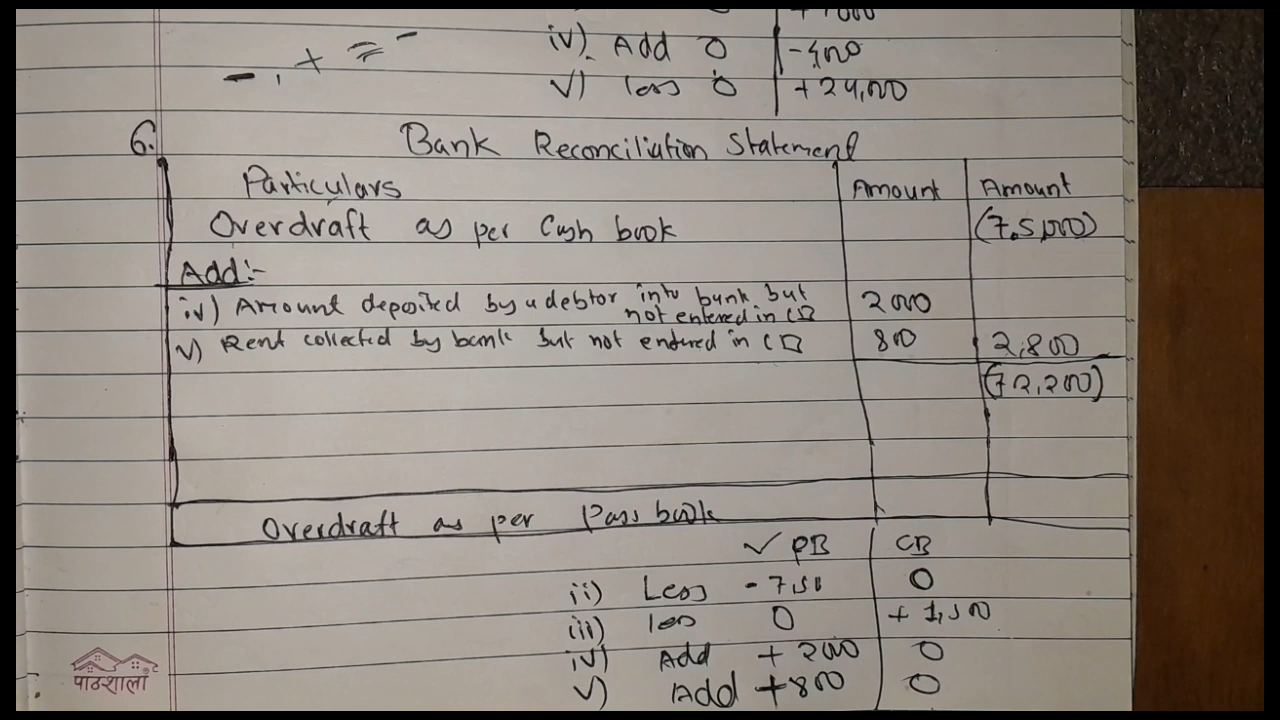 iv) Add 0 -500
- , + = -
v) less 0 +24,000
6. Bank Reconciliation Statement
Particulars Amount Amount
Overdraft as per Cash book (75,000)
Add:-
iv) Amount deposited by a debtor into bank but
not entered in CB 2000
v) Rent collected by bank but not entered in CB 800 2,800
(72,200)
Overdraft as per Pass book
✓ PB CB
ii) Less - 750 0
iii) less 0 + 1,500
iv) Add + 2000 0
v) Add +800 0
पाठशाला